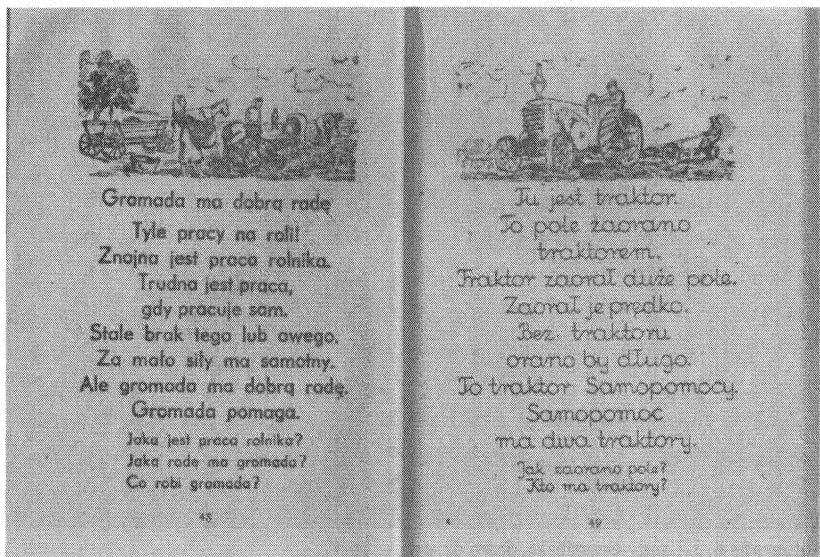 Gromada ma dobrą radę
Tyle pracy na roli!
Znojna jest praca rolnika.
Trudna jest praca,
gdy pracuje sam.
Stale brak tego lub owego.
Za mało siły ma samotny.
Ale gromada ma dobrą radę.
Gromada pomaga.
Jaka jest praca rolnika?
Jaką radę ma gromada?
Co robi gromada?
48
Tu jest traktor.
To pole zaorano
traktorem.
Traktor zaorał duże pole.
Zaorał je prędko.
Bez traktoru
orano by długo.
To traktor Samopomocy.
Samopomoc
ma dwa traktory.
Jak zaorano pole?
Kto ma traktory?
49